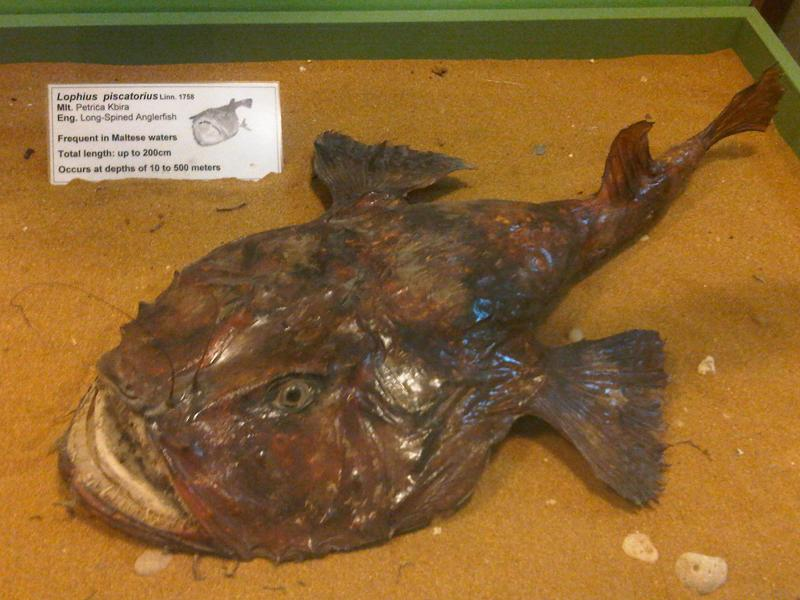 Lophius piscatorius Linn. 1758
Mlt. Petrica Kbira
Eng. Long-Spined Anglerfish
Frequent in Maltese waters
Total length: up to 200cm
Occurs at depths of 10 to 500 meters